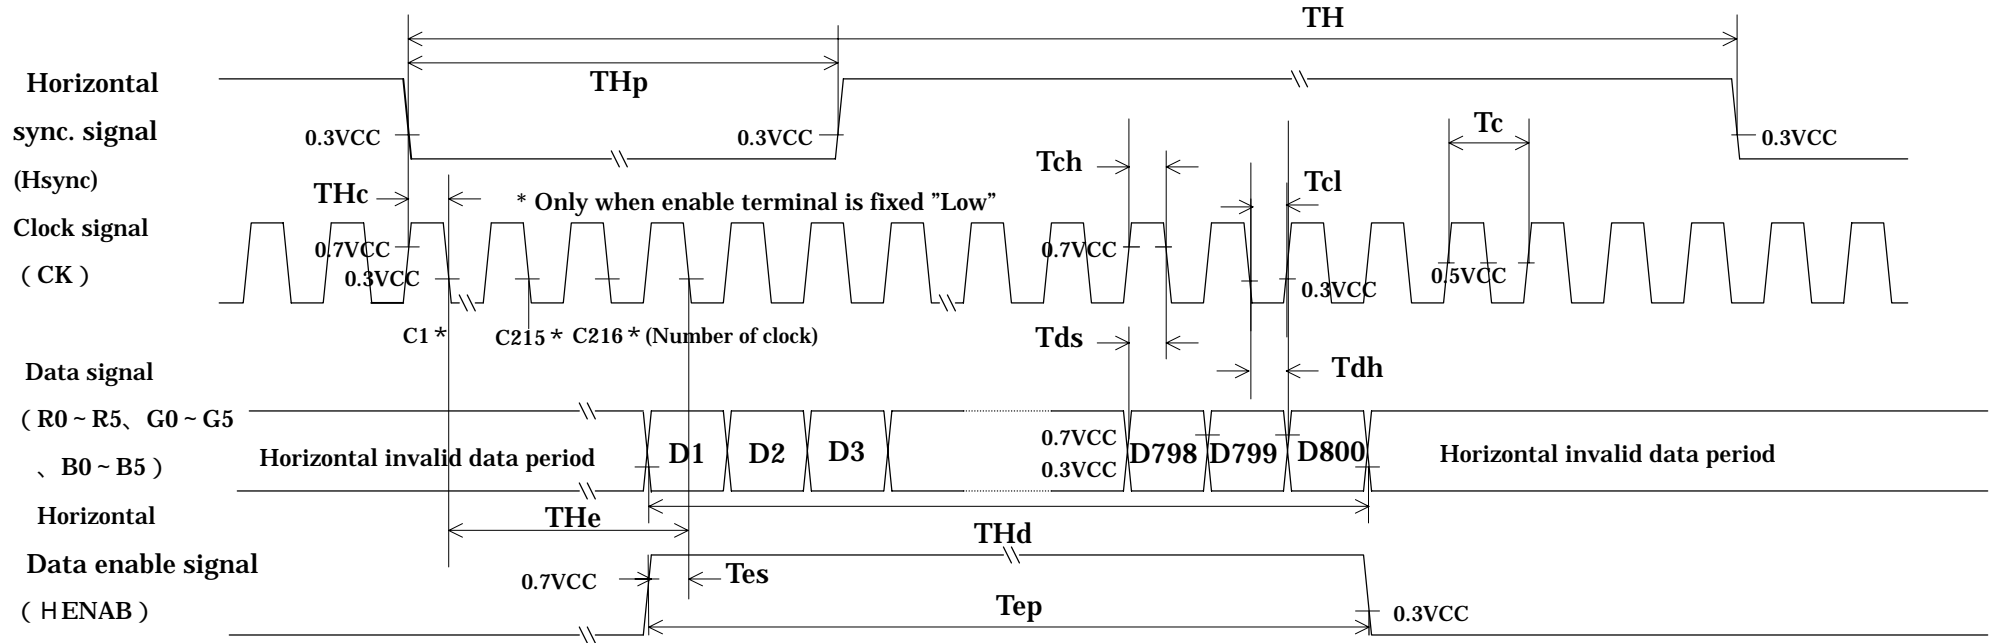 TH
THp
Horizontal
sync. signal
(Hsync)
0.3VCC
0.3VCC
0.3VCC
Tc
Tch
Tcl
THc
* Only when enable terminal is fixed ”Low”
Clock signal
（ CK ）
0.7VCC
0.3VCC
0.7VCC
0.3VCC
0.5VCC
C1＊ C215＊ C216＊(Number of clock)
Tds
Tdh
Data signal
（ R0 ~ R5、 G0 ~ G5
、 B0 ~ B5 ）
Horizontal invalid data period
D1 D2 D3
0.7VCC
0.3VCC
D798 D799 D800
Horizontal invalid data period
Horizontal
THe
THd
Data enable signal
（ HENAB ）
0.7VCC
Tes
Tep
0.3VCC